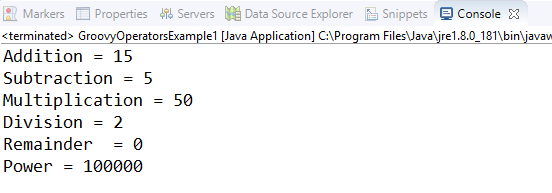 Markers Properties Servers Data Source Explorer Snippets Console
<terminated> GroovyOperatorsExample1 [Java Application] C:\Program Files\Java\jre1.8.0_181\bin\javaw
Addition = 15
Subtraction = 5
Multiplication = 50
Division = 2
Remainder  = 0
Power = 100000